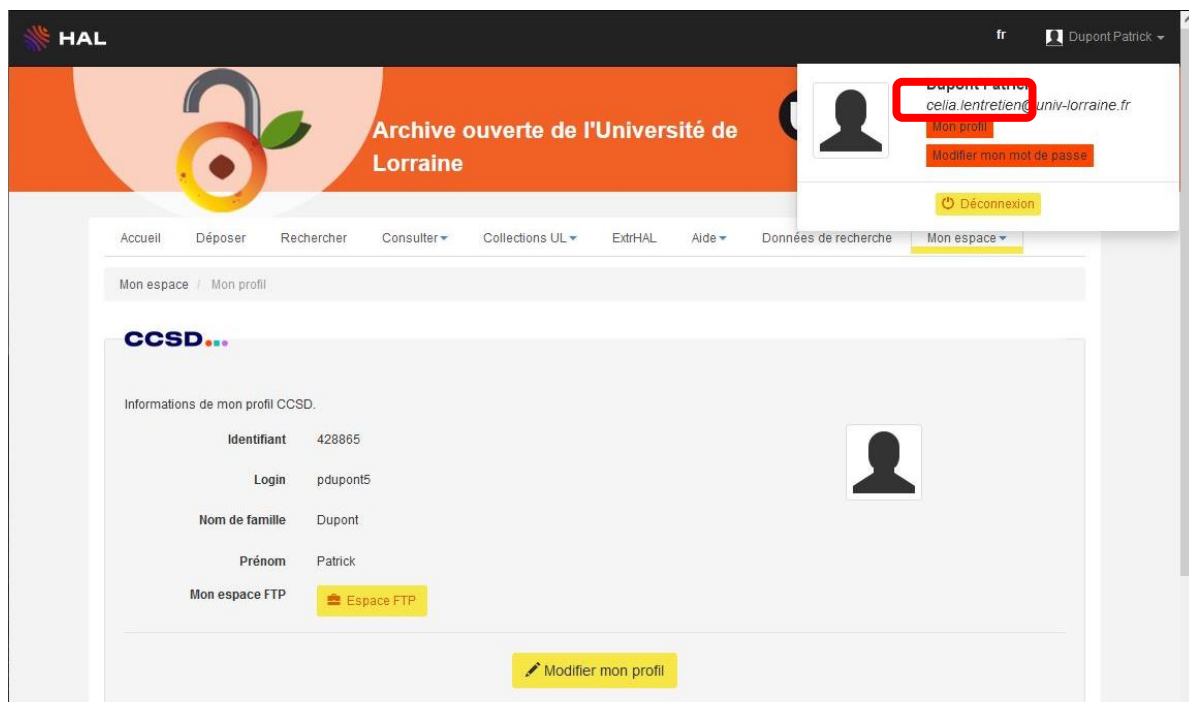 HAL
fr
Dupont Patrick
Dupont Patrick
celia.lentretien@univ-lorraine.fr
Mon profil
Modifier mon mot de passe
Déconnexion
Archive ouverte de l'Université de
Lorraine
Accueil Déposer Rechercher Consulter Collections UL ExtrHAL Aide Données de recherche Mon espace
Mon espace / Mon profil
CCSD
Informations de mon profil CCSD.
Identifiant 428865
Login pdupont5
Nom de famille Dupont
Prénom Patrick
Mon espace FTP Espace FTP
Modifier mon profil